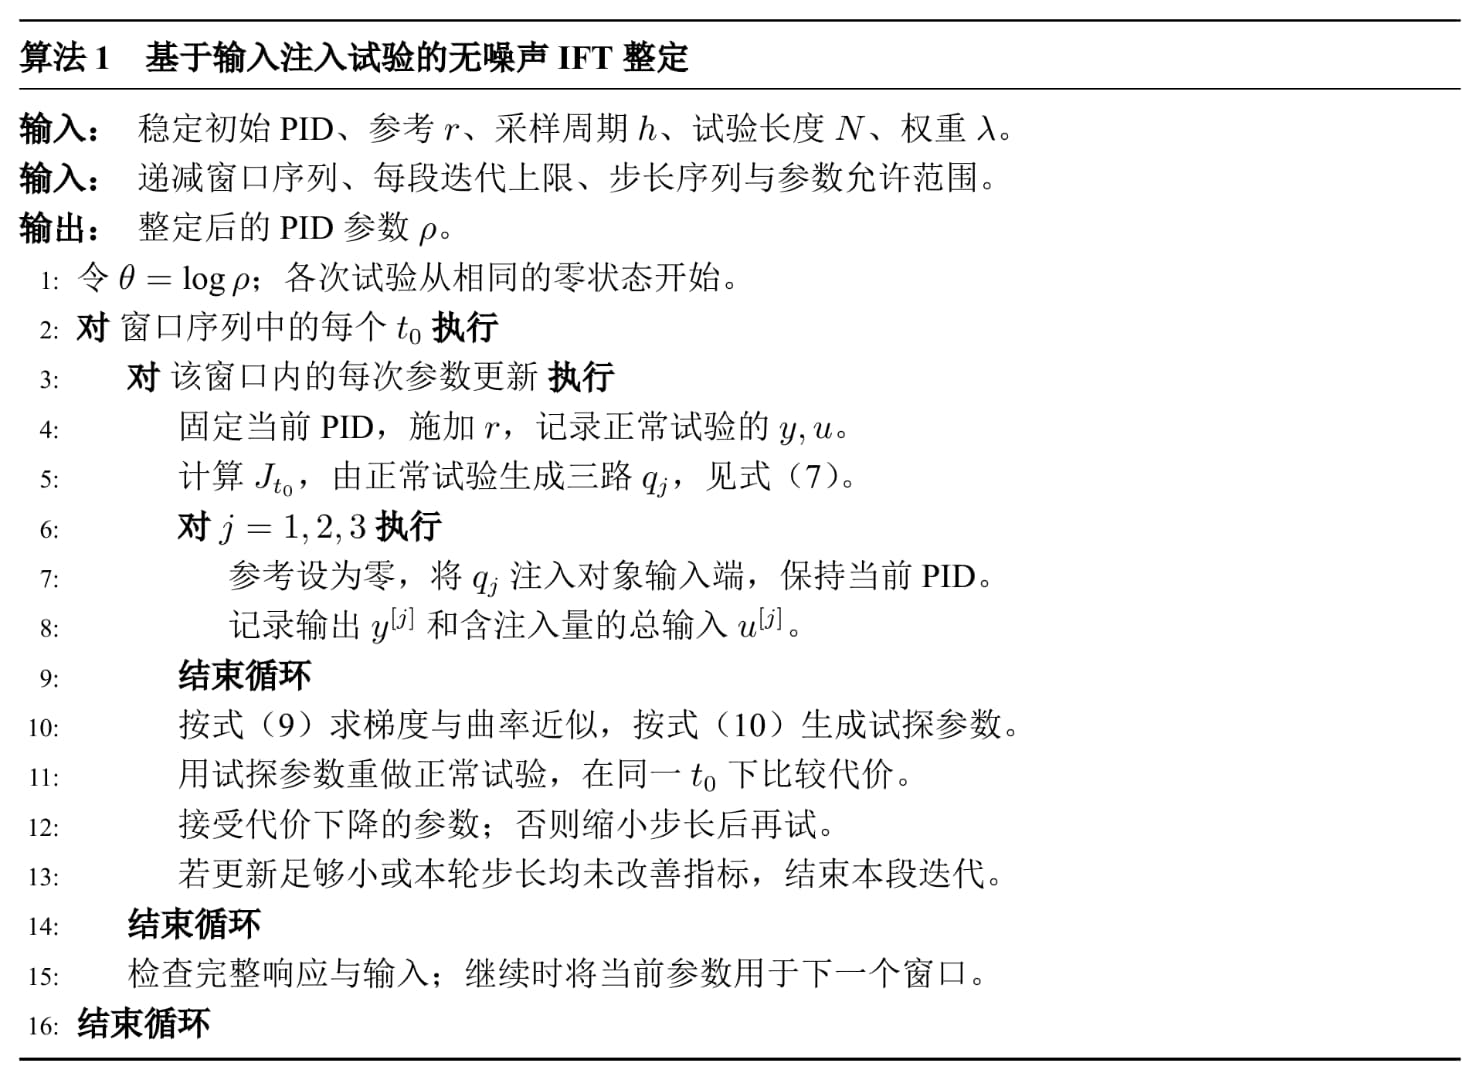 算法 1 基于输入注入试验的无噪声 IFT 整定
输入： 稳定初始 PID、参考 r、采样周期 h、试验长度 N、权重 λ。
输入： 递减窗口序列、每段迭代上限、步长序列与参数允许范围。
输出： 整定后的 PID 参数 ρ。
1: 令 θ = log ρ；各次试验从相同的零状态开始。
2: 对 窗口序列中的每个 t₀ 执行
3: 对 该窗口内的每次参数更新 执行
4: 固定当前 PID，施加 r，记录正常试验的 y, u。
5: 计算 J_{t₀}，由正常试验生成三路 q_j，见式（7）。
6: 对 j = 1, 2, 3 执行
7: 参考设为零，将 q_j 注入对象输入端，保持当前 PID。
8: 记录输出 y^{[j]} 和含注入量的总输入 u^{[j]}。
9: 结束循环
10: 按式（9）求梯度与曲率近似，按式（10）生成试探参数。
11: 用试探参数重做正常试验，在同一 t₀ 下比较代价。
12: 接受代价下降的参数；否则缩小步长后再试。
13: 若更新足够小或本轮步长均未改善指标，结束本段迭代。
14: 结束循环
15: 检查完整响应与输入；继续时将当前参数用于下一个窗口。
16: 结束循环